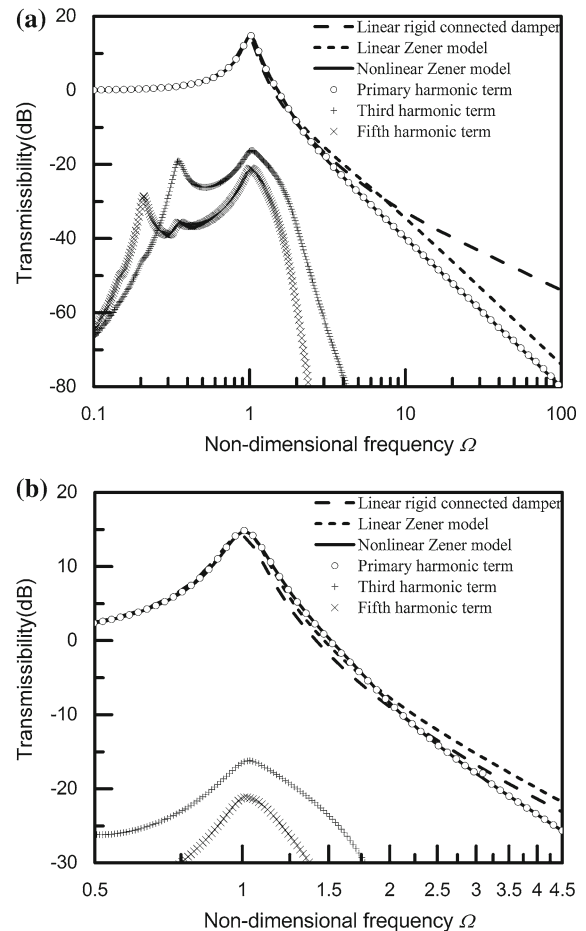 (a)
20
0
-20
-40
-60
-80
Transmissibility(dB)
Linear rigid connected damper
Linear Zener model
Nonlinear Zener model
Primary harmonic term
Third harmonic term
Fifth harmonic term
0.1
1
10
100
Non-dimensional frequency Ω
(b)
20
10
0
-10
-20
-30
Transmissibility(dB)
Linear rigid connected damper
Linear Zener model
Nonlinear Zener model
Primary harmonic term
Third harmonic term
Fifth harmonic term
0.5
1
1.5
2
2.5
3
3.5
4
4.5
Non-dimensional frequency Ω